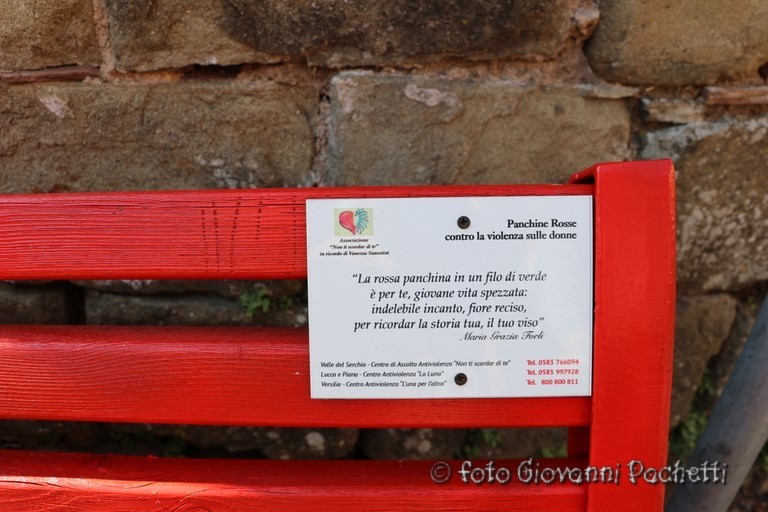 Associazione
"Non ti scordar di te"
in ricordo di Vanessa Simonini
Panchine Rosse
contro la violenza sulle donne
"La rossa panchina in un filo di verde
è per te, giovane vita spezzata:
indelebile incanto, fiore reciso,
per ricordar la storia tua, il tuo viso"
Maria Grazia Forli
Valle del Serchio - Centro di Ascolto Antiviolenza "Non ti scordar di te" Tel. 0583 766094
Lucca e Piana - Centro Antiviolenza "La Luna" Tel. 0583 997928
Versilia - Centro Antiviolenza "L'una per l'altra" Tel. 800 800 811
© foto Giovanni Pochetti